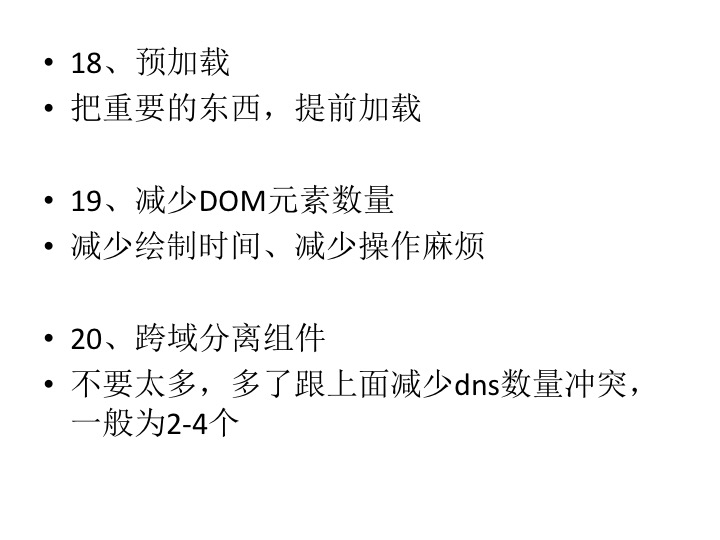 • 18、预加载
• 把重要的东西，提前加载
• 19、减少DOM元素数量
• 减少绘制时间、减少操作麻烦
• 20、跨域分离组件
• 不要太多，多了跟上面减少dns数量冲突，
一般为2-4个